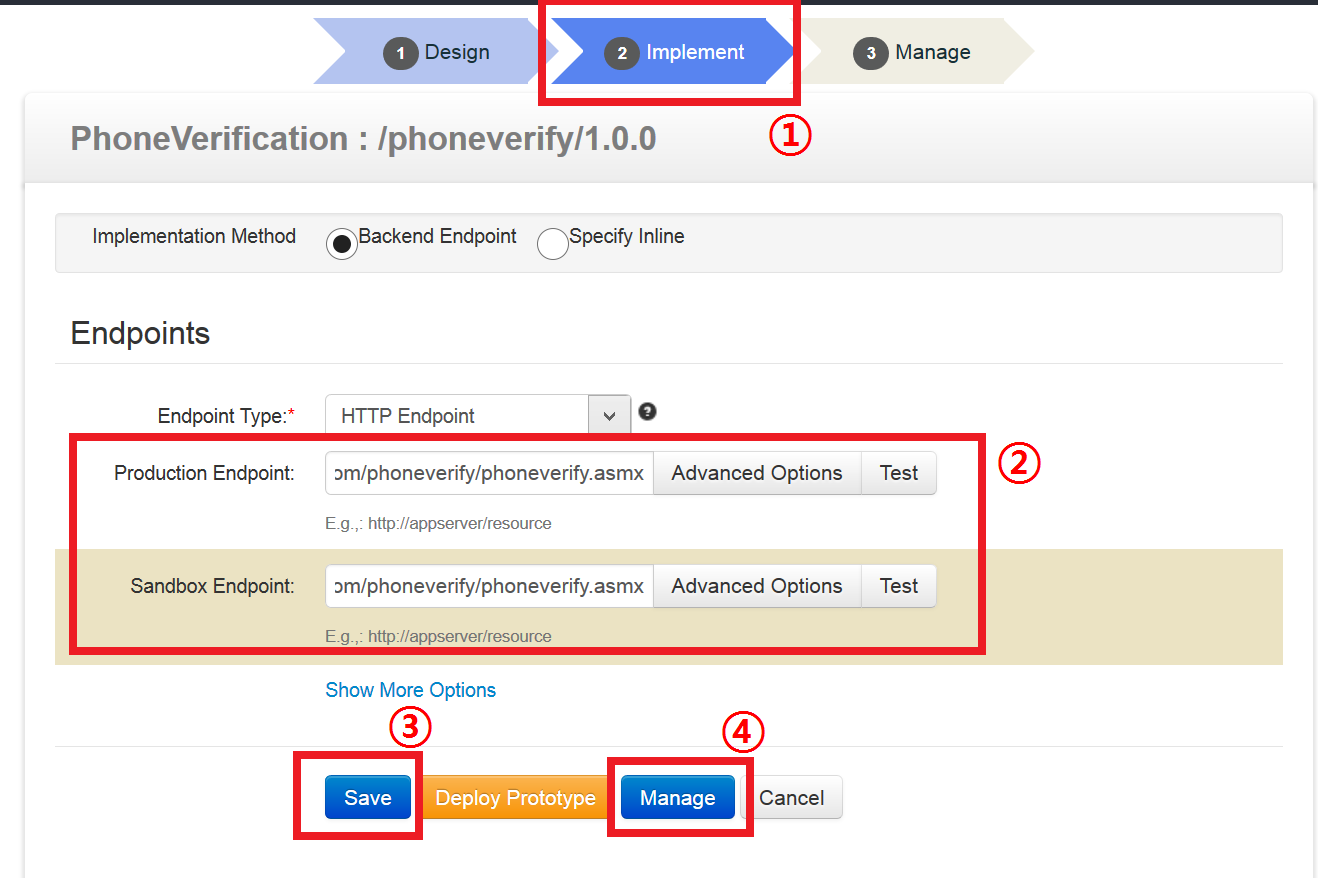 1 Design 2 Implement 3 Manage
①
PhoneVerification : /phoneverify/1.0.0
Implementation Method Backend Endpoint Specify Inline
Endpoints
Endpoint Type:* HTTP Endpoint ?
②
Production Endpoint: om/phoneverify/phoneverify.asmx Advanced Options Test
E.g.,: http://appserver/resource
Sandbox Endpoint: om/phoneverify/phoneverify.asmx Advanced Options Test
E.g.,: http://appserver/resource
Show More Options
③ ④
Save Deploy Prototype Manage Cancel